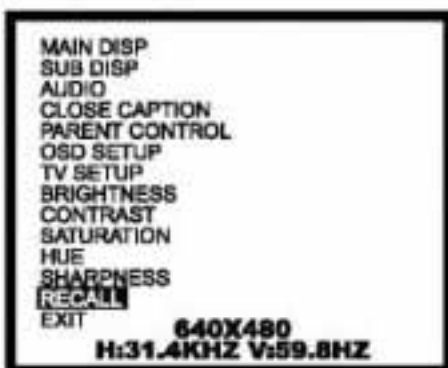 MAIN DISP
SUB DISP
AUDIO
CLOSE CAPTION
PARENT CONTROL
OSD SETUP
TV SETUP
BRIGHTNESS
CONTRAST
SATURATION
HUE
SHARPNESS
RECALL
EXIT
640X480
H:31.4KHZ V:59.8HZ